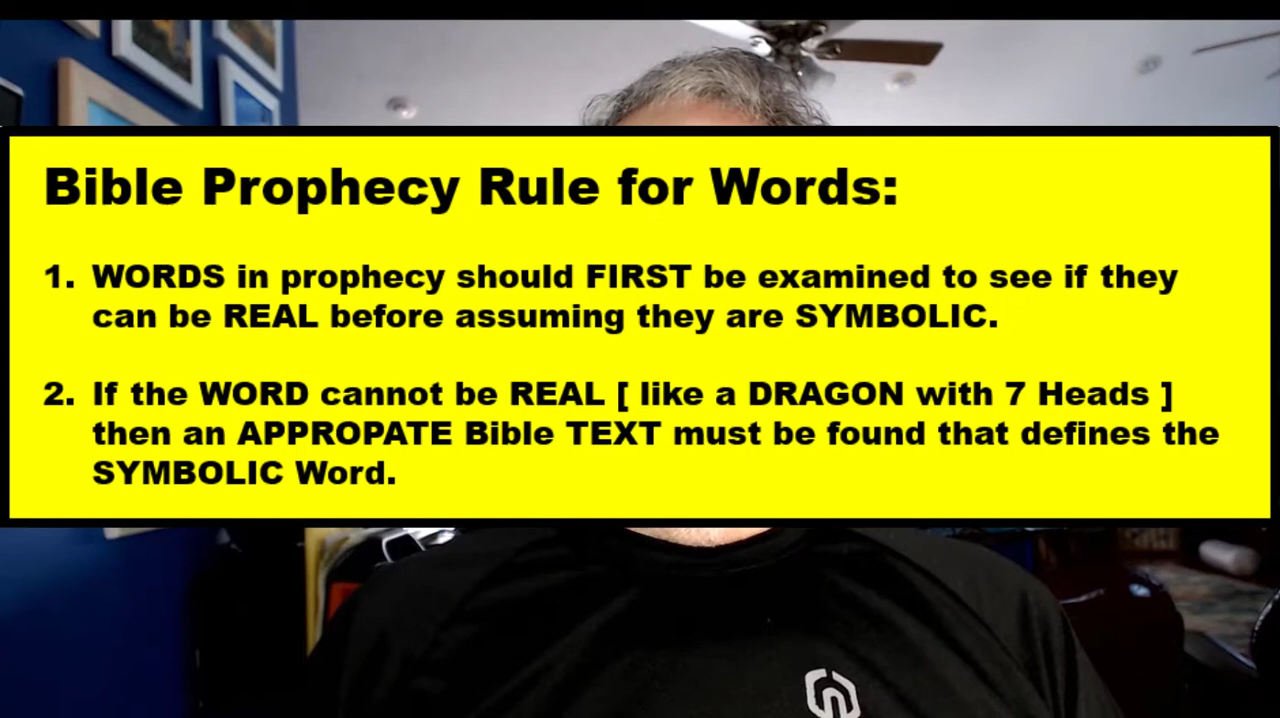 Bible Prophecy Rule for Words:
1. WORDS in prophecy should FIRST be examined to see if they
can be REAL before assuming they are SYMBOLIC.
2. If the WORD cannot be REAL [ like a DRAGON with 7 Heads ]
then an APPROPATE Bible TEXT must be found that defines the
SYMBOLIC Word.